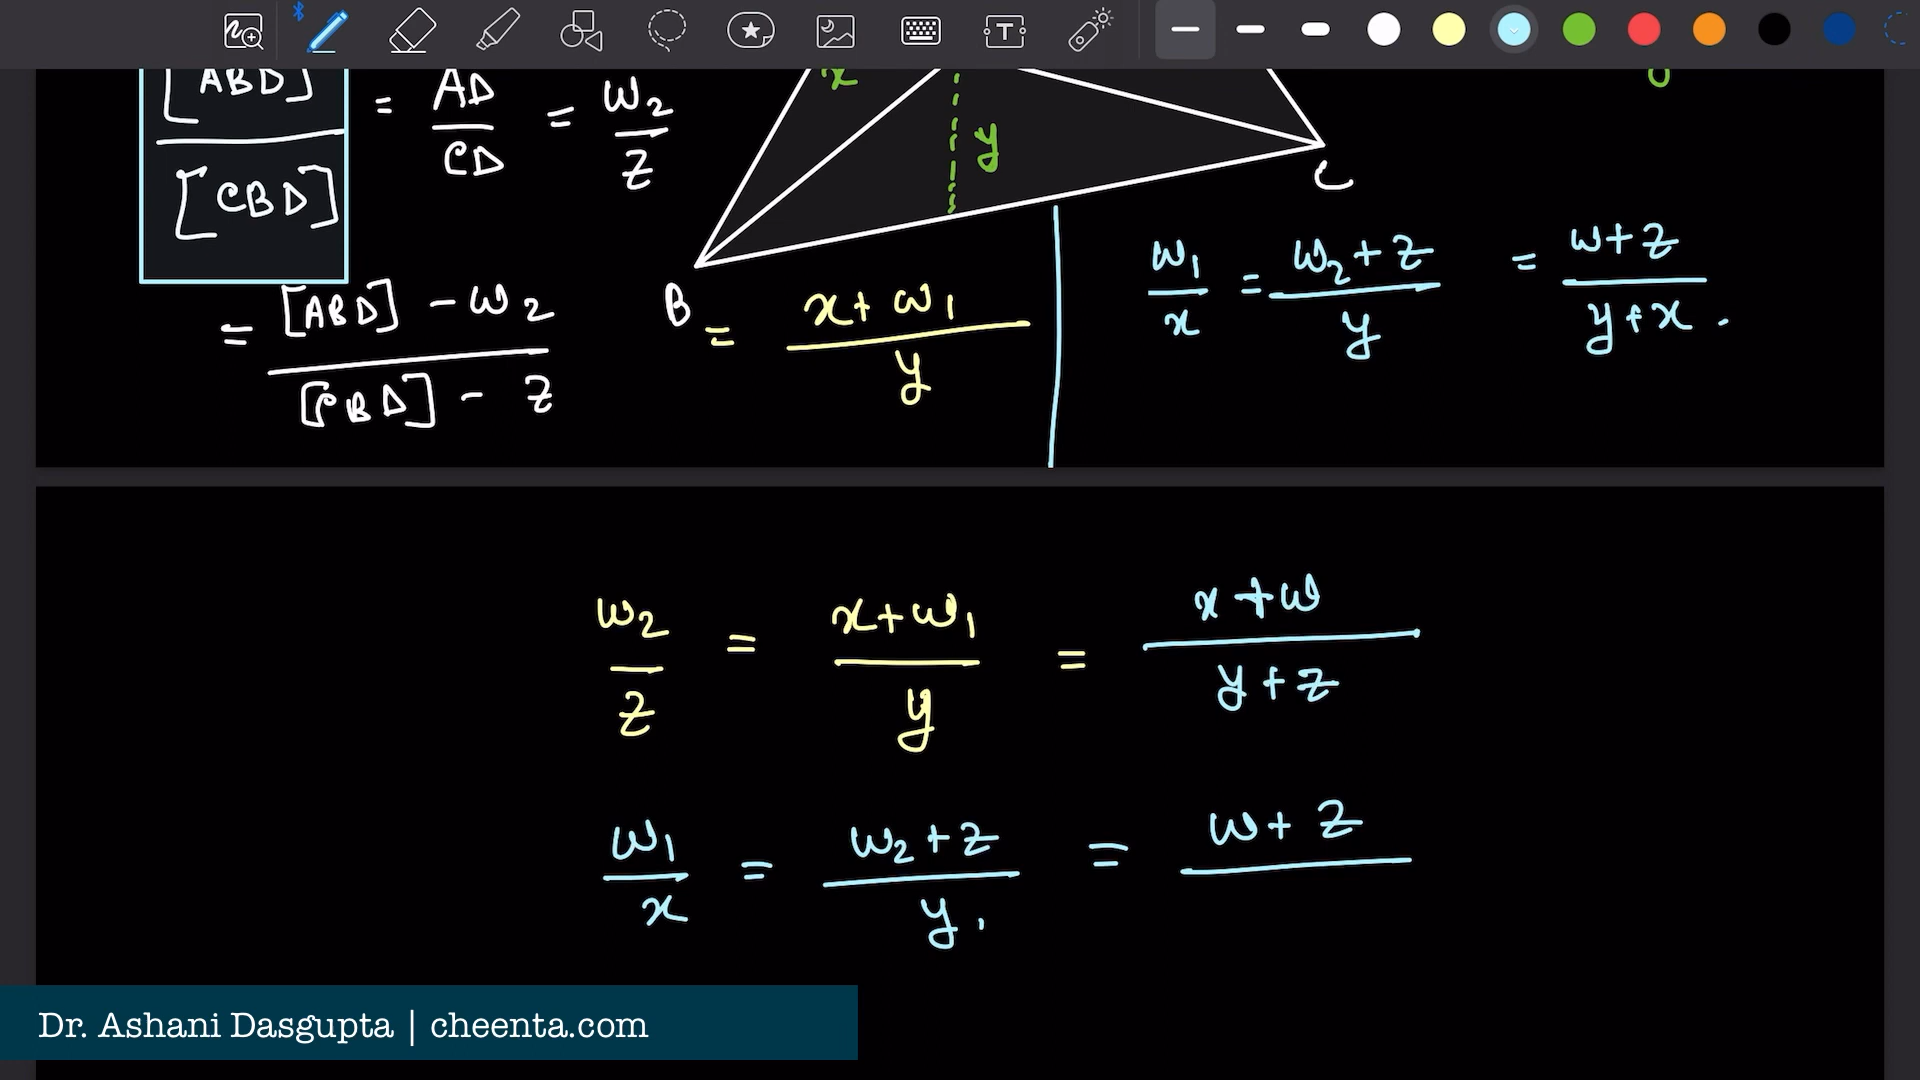 [ABD] / [CBD] = AD / CD = w₂ / z
x
y
C
B
= [ABD] - w₂ / [CBD] - z
= x + w₁ / y
w₁ / x = w₂ + z / y = w + z / y + x .
w₂ / z = x + w₁ / y = x + w / y + z
w₁ / x = w₂ + z / y . = w + z
Dr. Ashani Dasgupta | cheenta.com